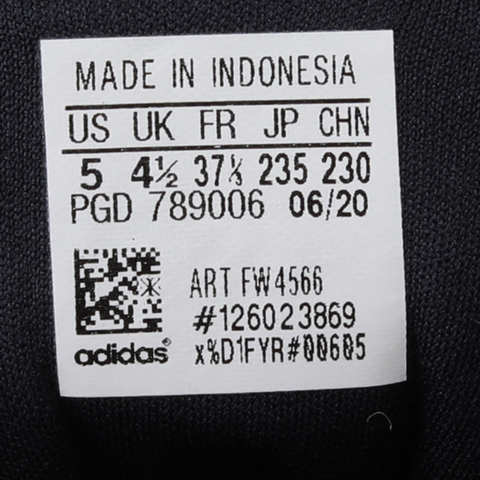 MADE IN INDONESIA
US UK FR JP CHN
5 4½ 37⅓ 235 230
PGD 789006 06/20
ART FW4566
#126023869
adidas® x%D1FYR#00605